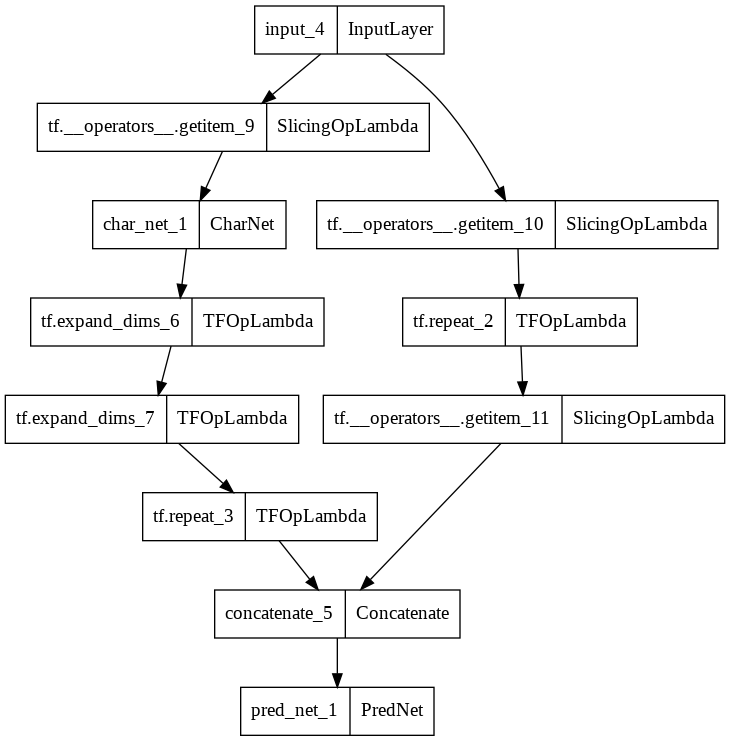 input_4 InputLayer
tf.__operators__.getitem_9 SlicingOpLambda
char_net_1 CharNet
tf.__operators__.getitem_10 SlicingOpLambda
tf.expand_dims_6 TFOpLambda
tf.repeat_2 TFOpLambda
tf.expand_dims_7 TFOpLambda
tf.__operators__.getitem_11 SlicingOpLambda
tf.repeat_3 TFOpLambda
concatenate_5 Concatenate
pred_net_1 PredNet